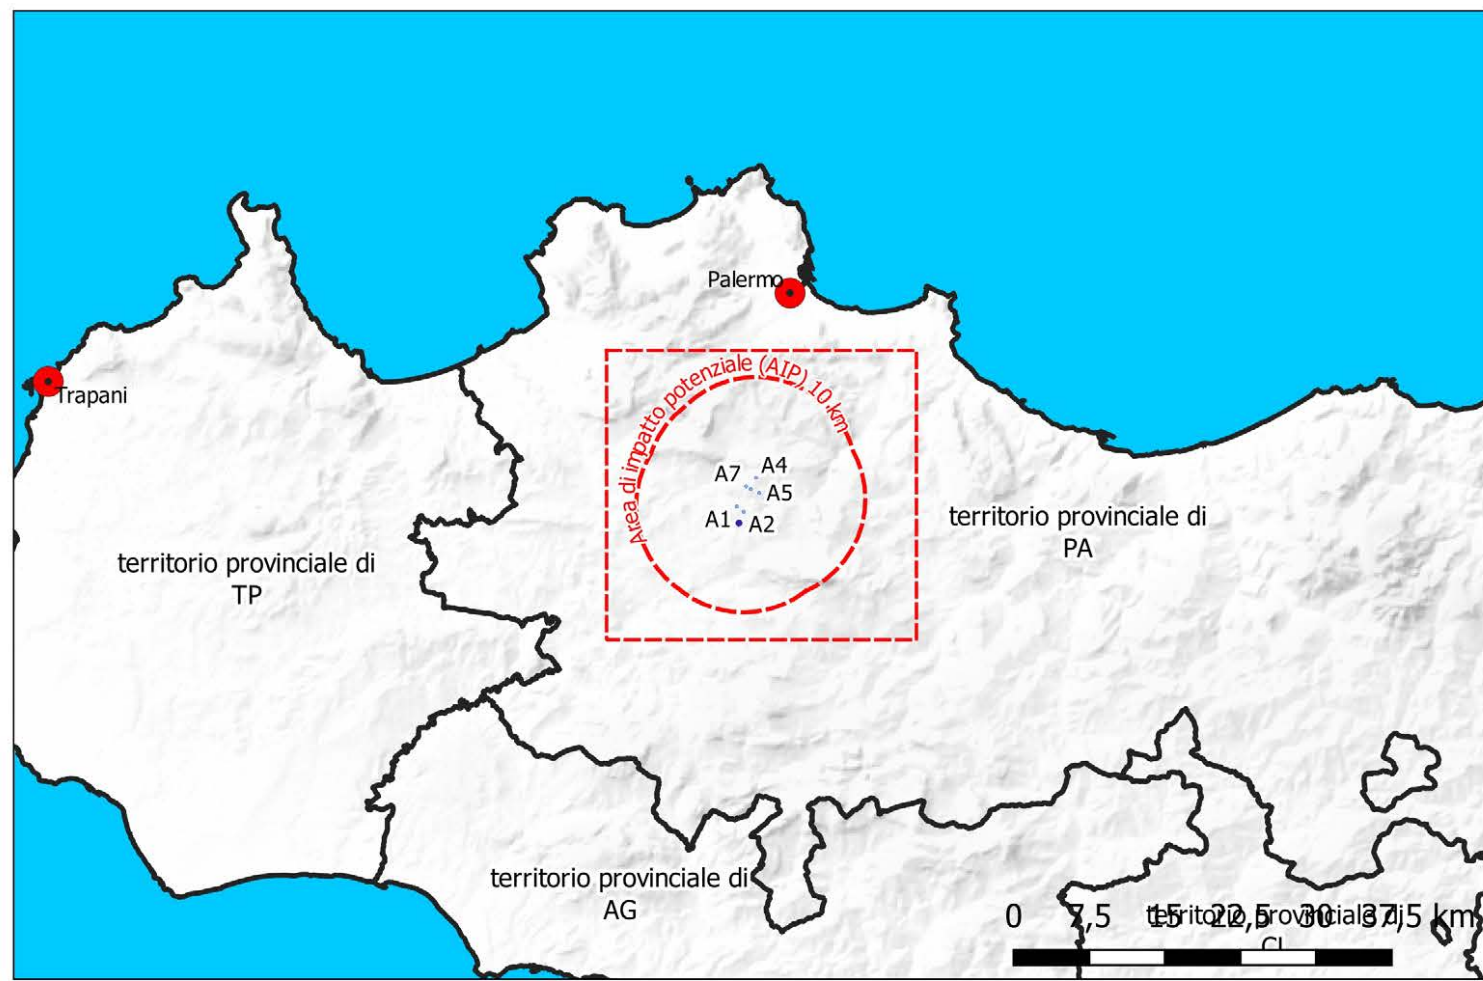 Palermo
Trapani
Area di impatto potenziale (AIP) 10 km
A4
A7
A5
A1
A2
territorio provinciale di
PA
territorio provinciale di
TP
territorio provinciale di
AG
0 7,5 15 22,5 30 37,5 km
territorio provinciale di
CL